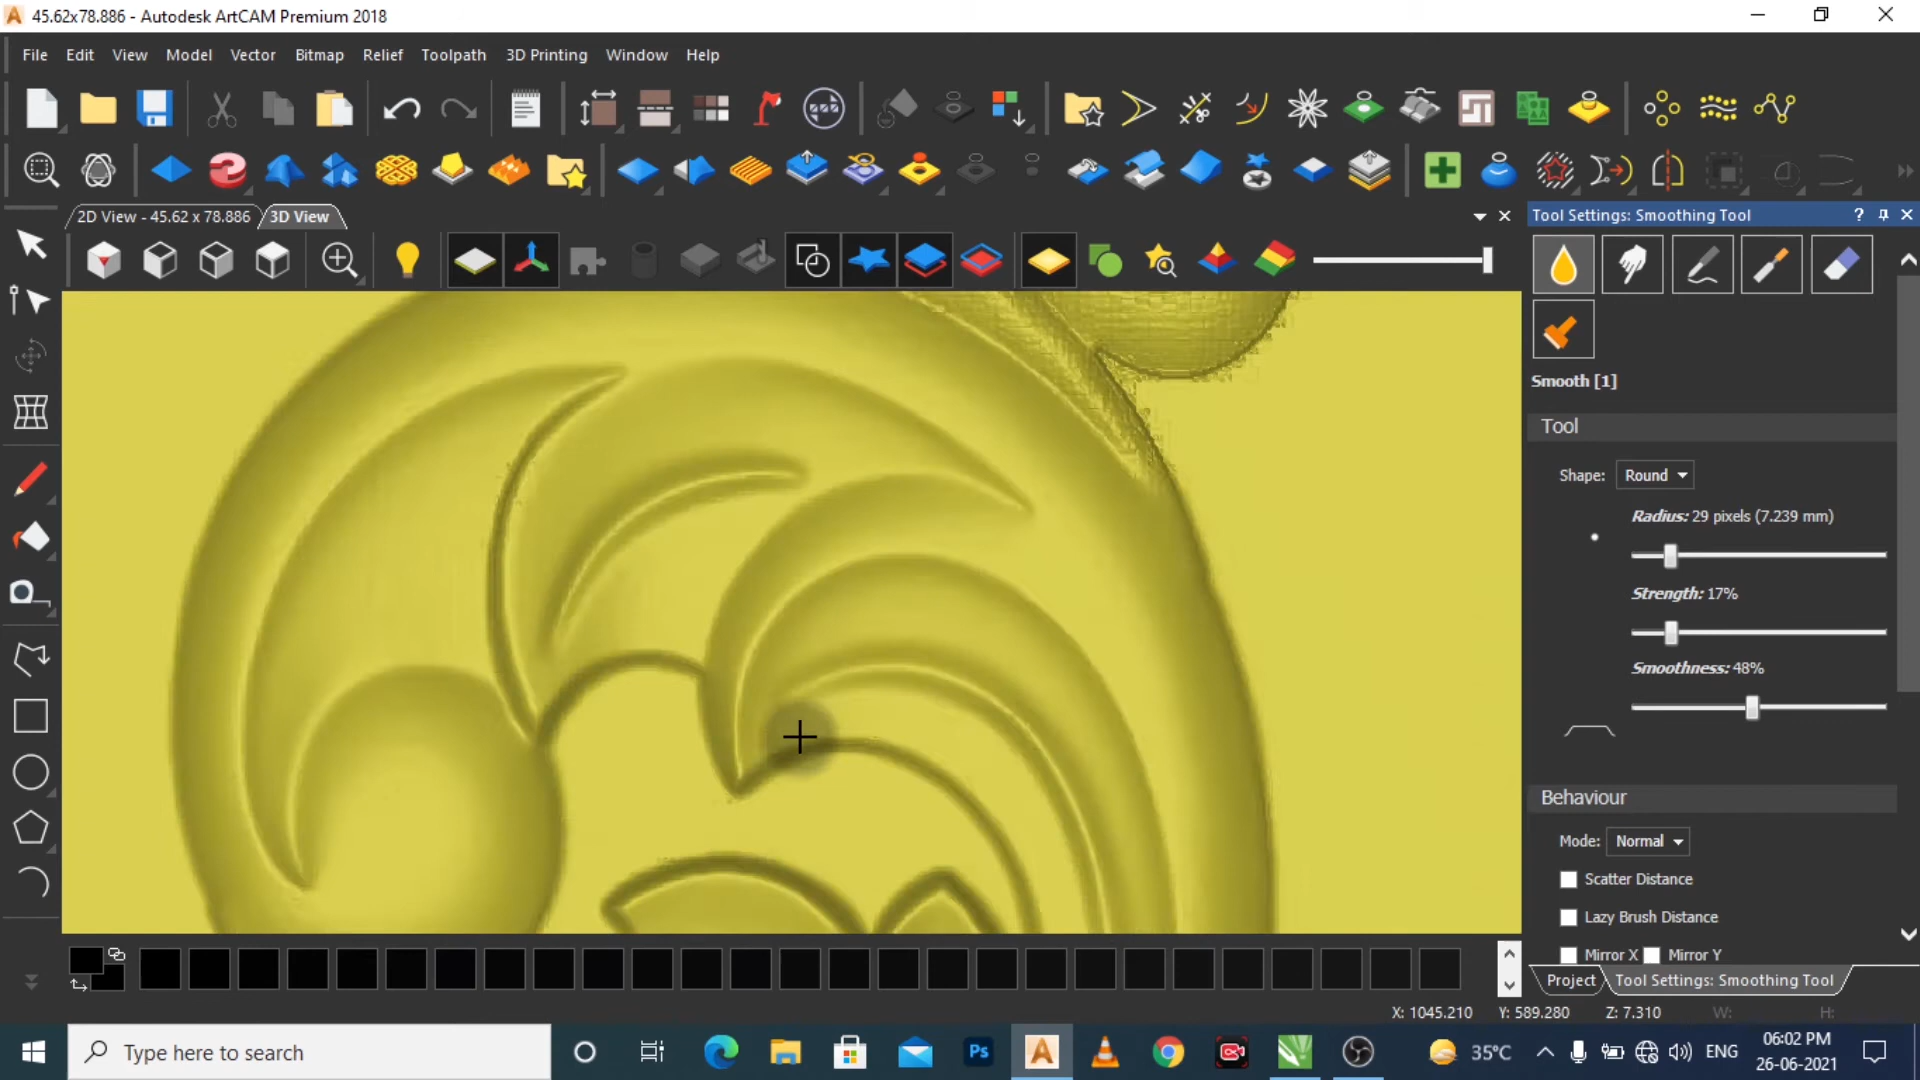 45.62x78.886 - Autodesk ArtCAM Premium 2018
File Edit View Model Vector Bitmap Relief Toolpath 3D Printing Window Help
2D View - 45.62 x 78.886 3D View
Tool Settings: Smoothing Tool
Smooth [1]
Tool
Shape: Round
Radius: 29 pixels (7.239 mm)
Strength: 17%
Smoothness: 48%
Behaviour
Mode: Normal
Scatter Distance
Lazy Brush Distance
Mirror X Mirror Y
Project Tool Settings: Smoothing Tool
X: 1045.210 Y: 589.280 Z: 7.310 W: H:
Type here to search
Ps
35°C
ENG
06:02 PM
26-06-2021